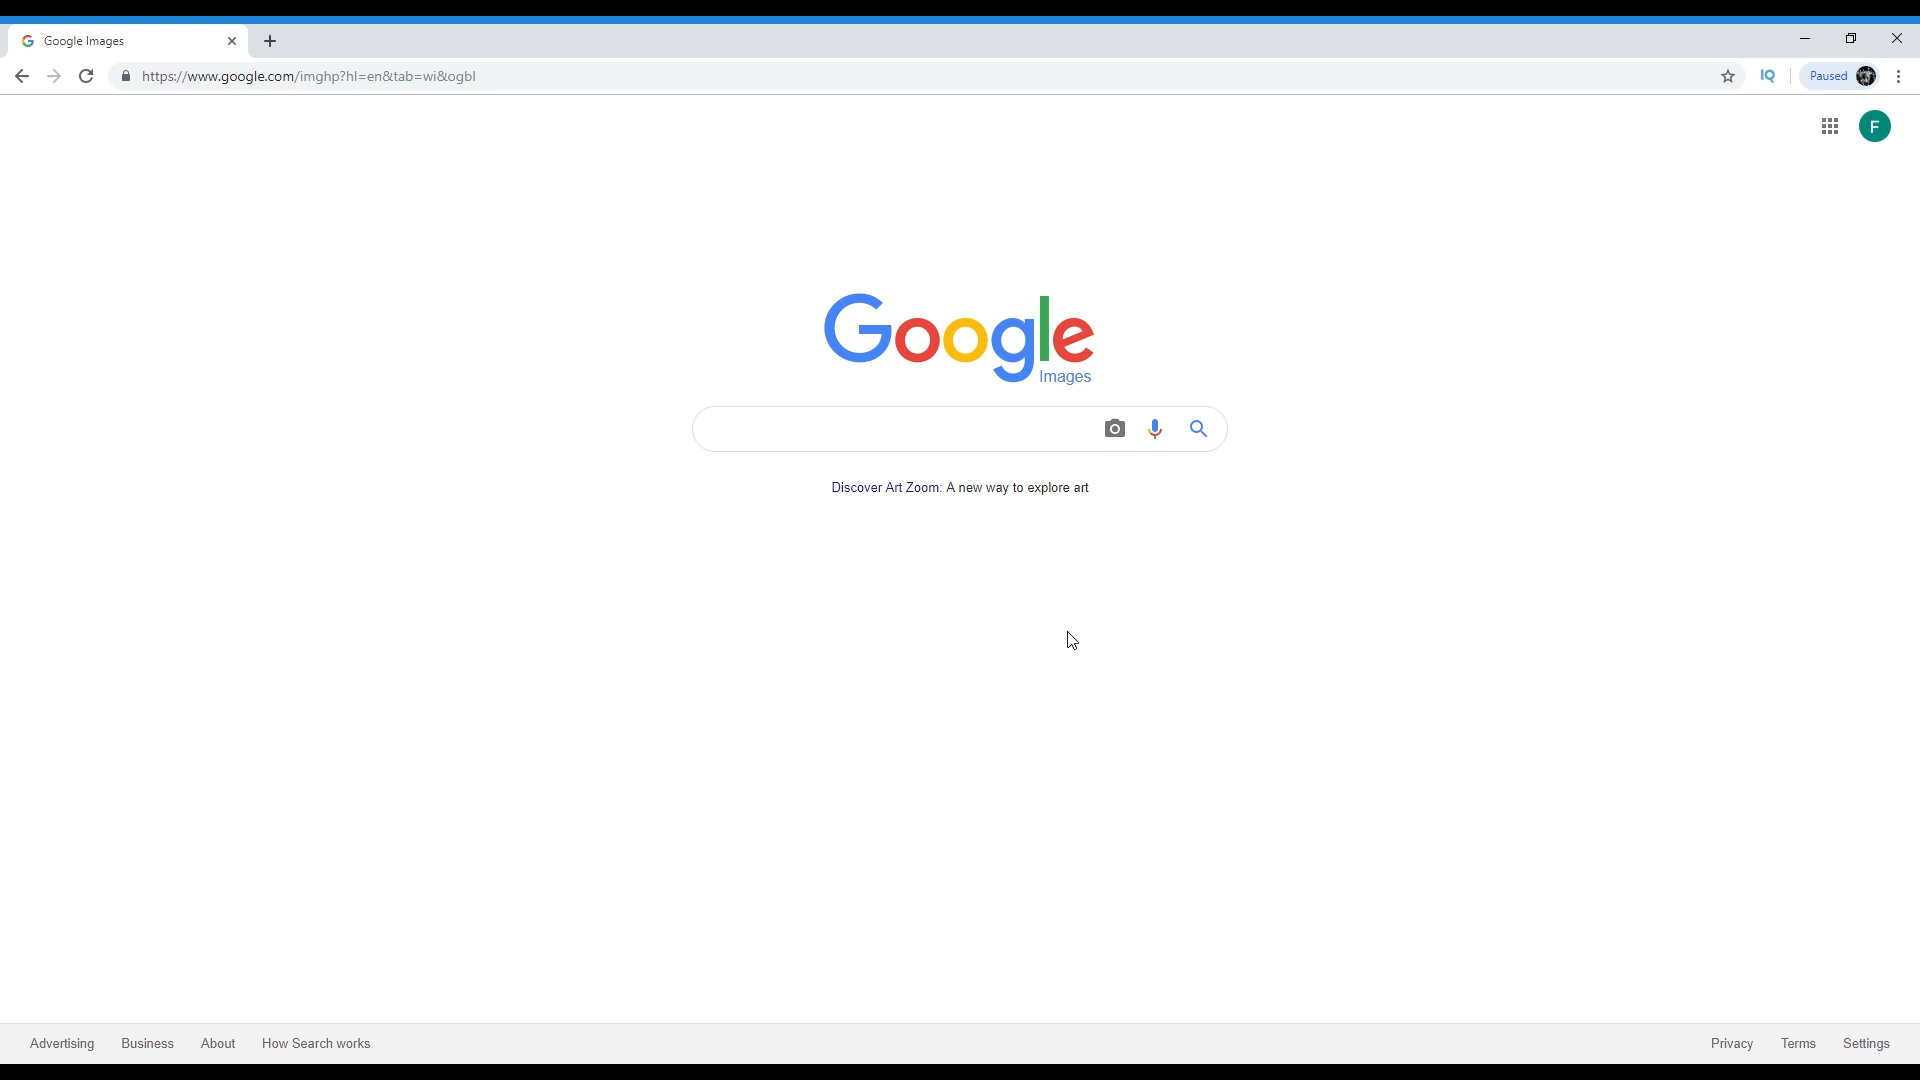 Google Images
https://www.google.com/imghp?hl=en&tab=wi&ogbl
IQ
Paused
F
Google
Images
Discover Art Zoom: A new way to explore art
Advertising Business About How Search works Privacy Terms Settings